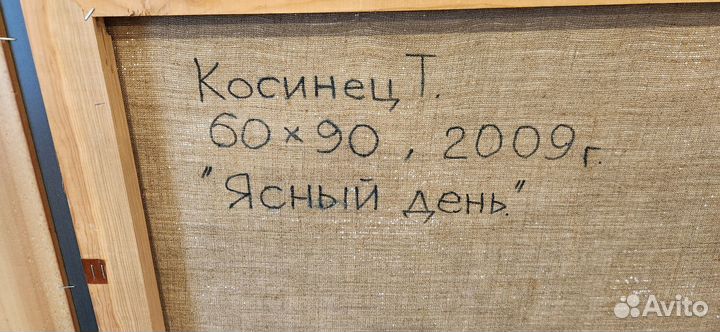 Косинец Т.
60×90, 2009г.
"Ясный день."
Avito